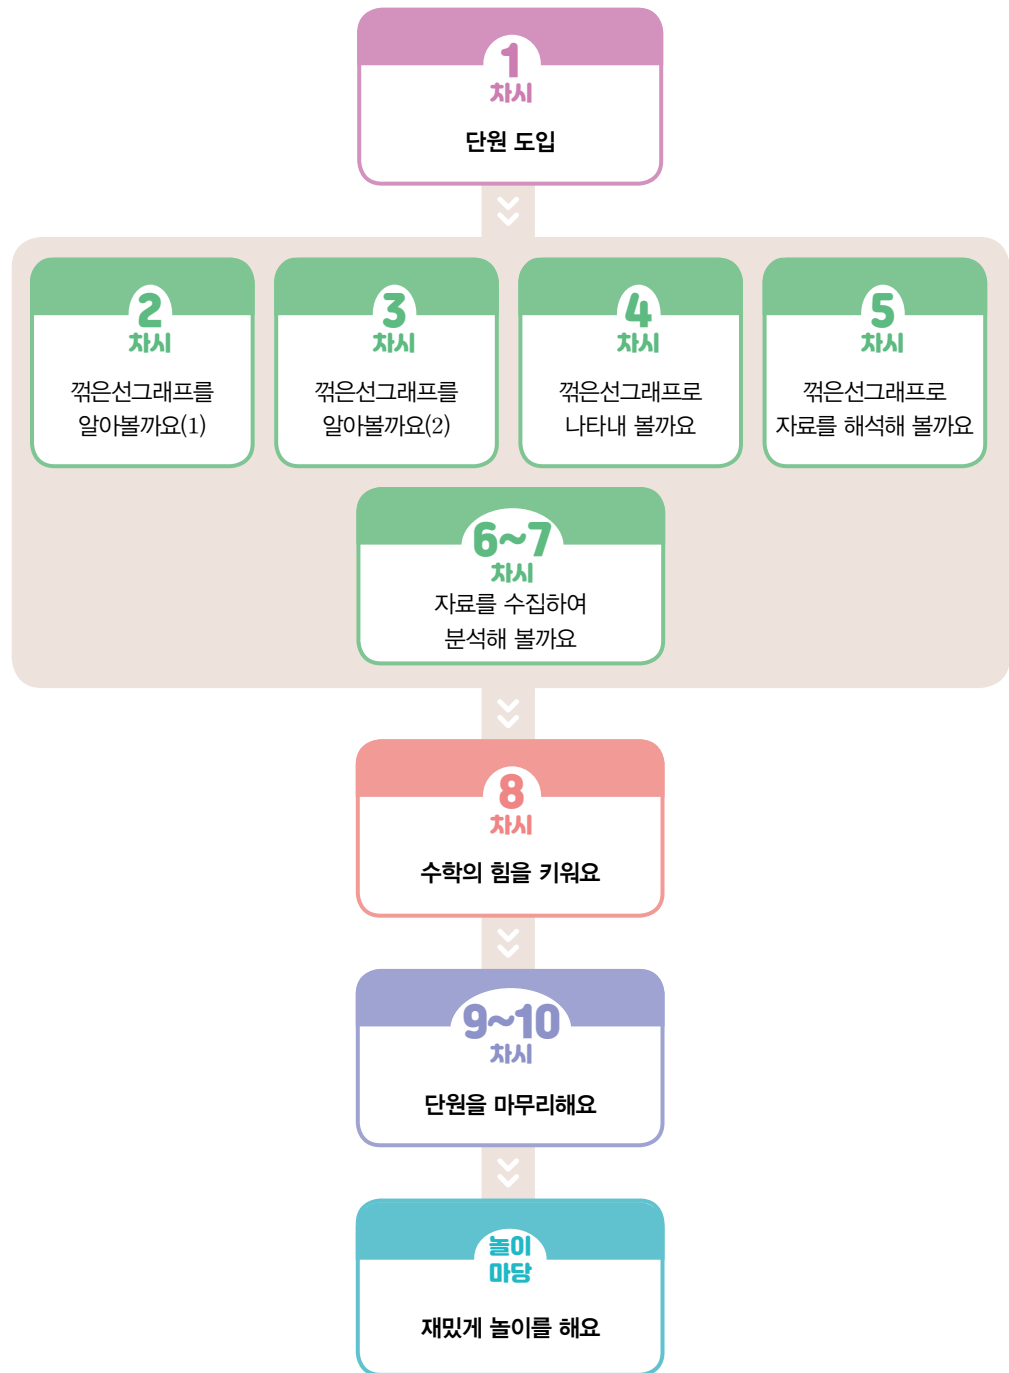 1
차시
단원 도입
2
차시
꺾은선그래프를
알아볼까요(1)
3
차시
꺾은선그래프를
알아볼까요(2)
4
차시
꺾은선그래프로
나타내 볼까요
5
차시
꺾은선그래프로
자료를 해석해 볼까요
6~7
차시
자료를 수집하여
분석해 볼까요
8
차시
수학의 힘을 키워요
9~10
차시
단원을 마무리해요
놀이
마당
재밌게 놀이를 해요